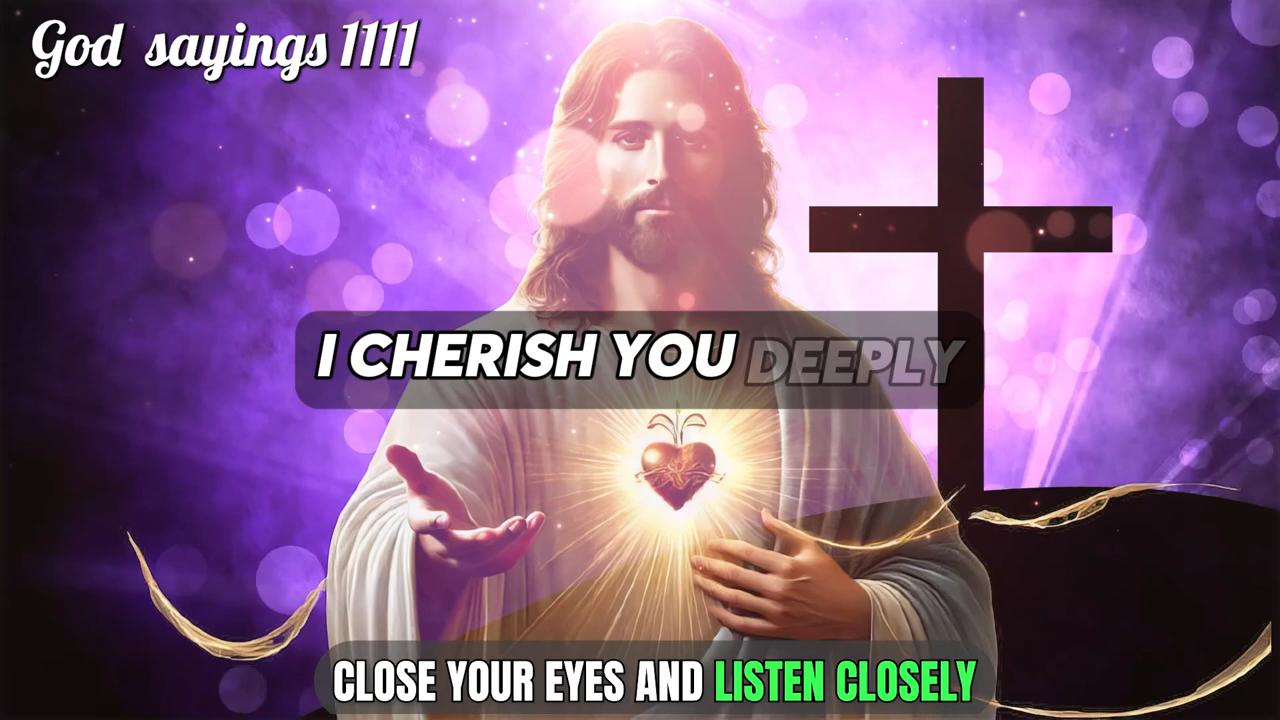 God sayings 1111
I CHERISH YOU DEEPLY
CLOSE YOUR EYES AND LISTEN CLOSELY